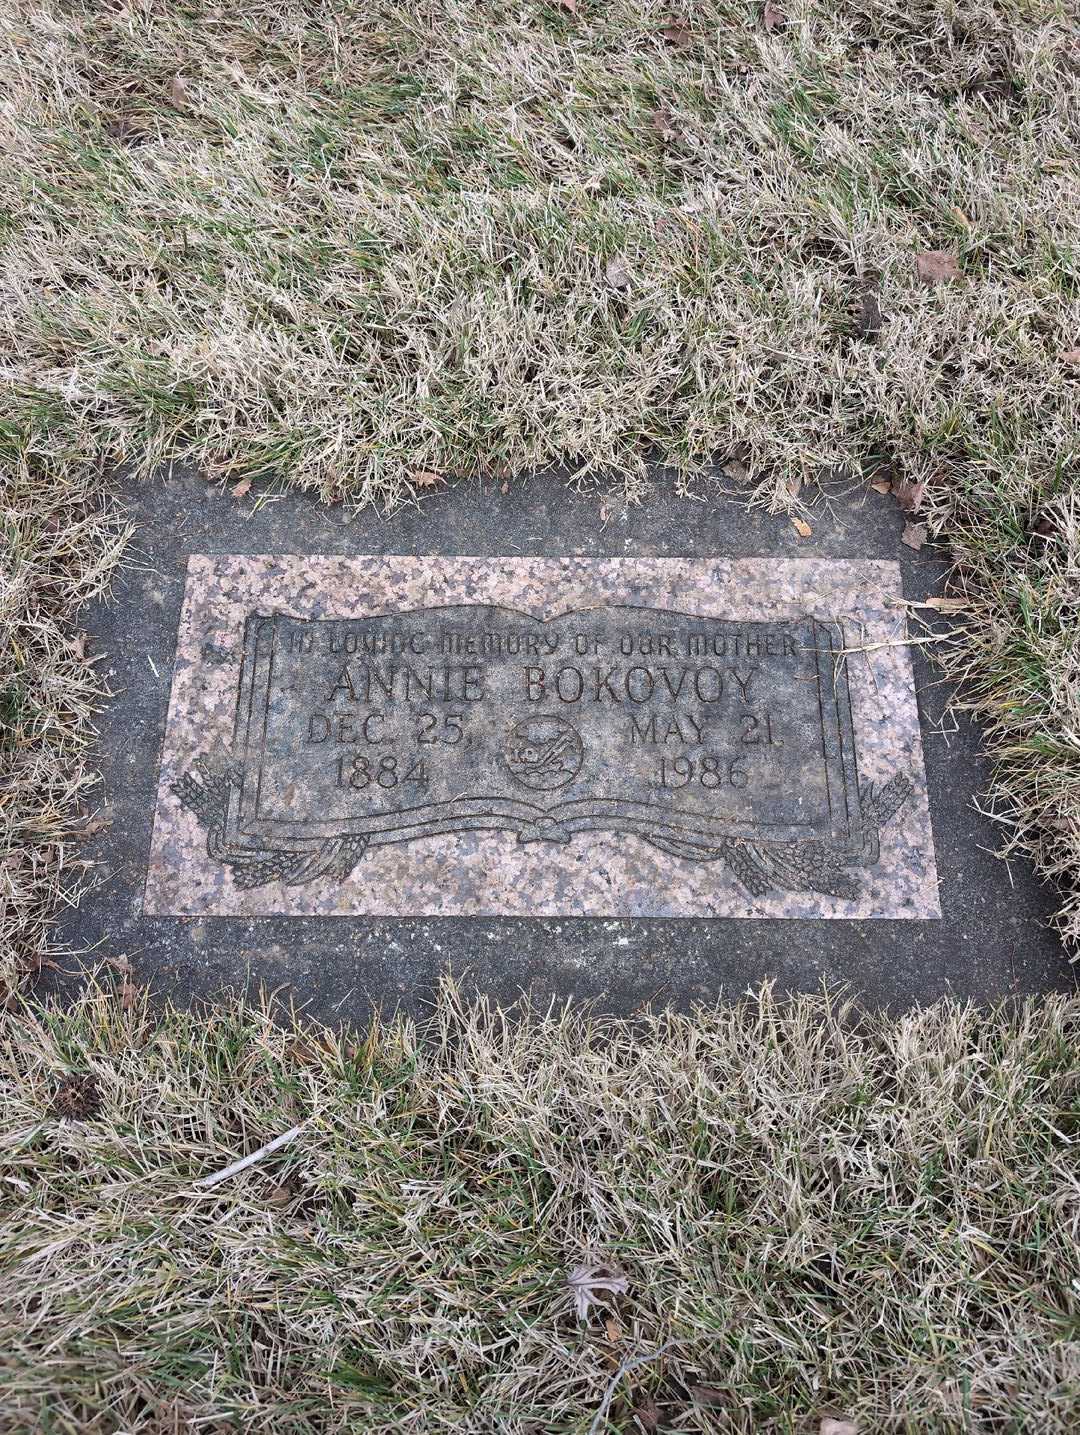 IN LOVING MEMORY OF OUR MOTHER
ANNIE BOKOVOY
DEC. 25, MAY 21,
1884 1986